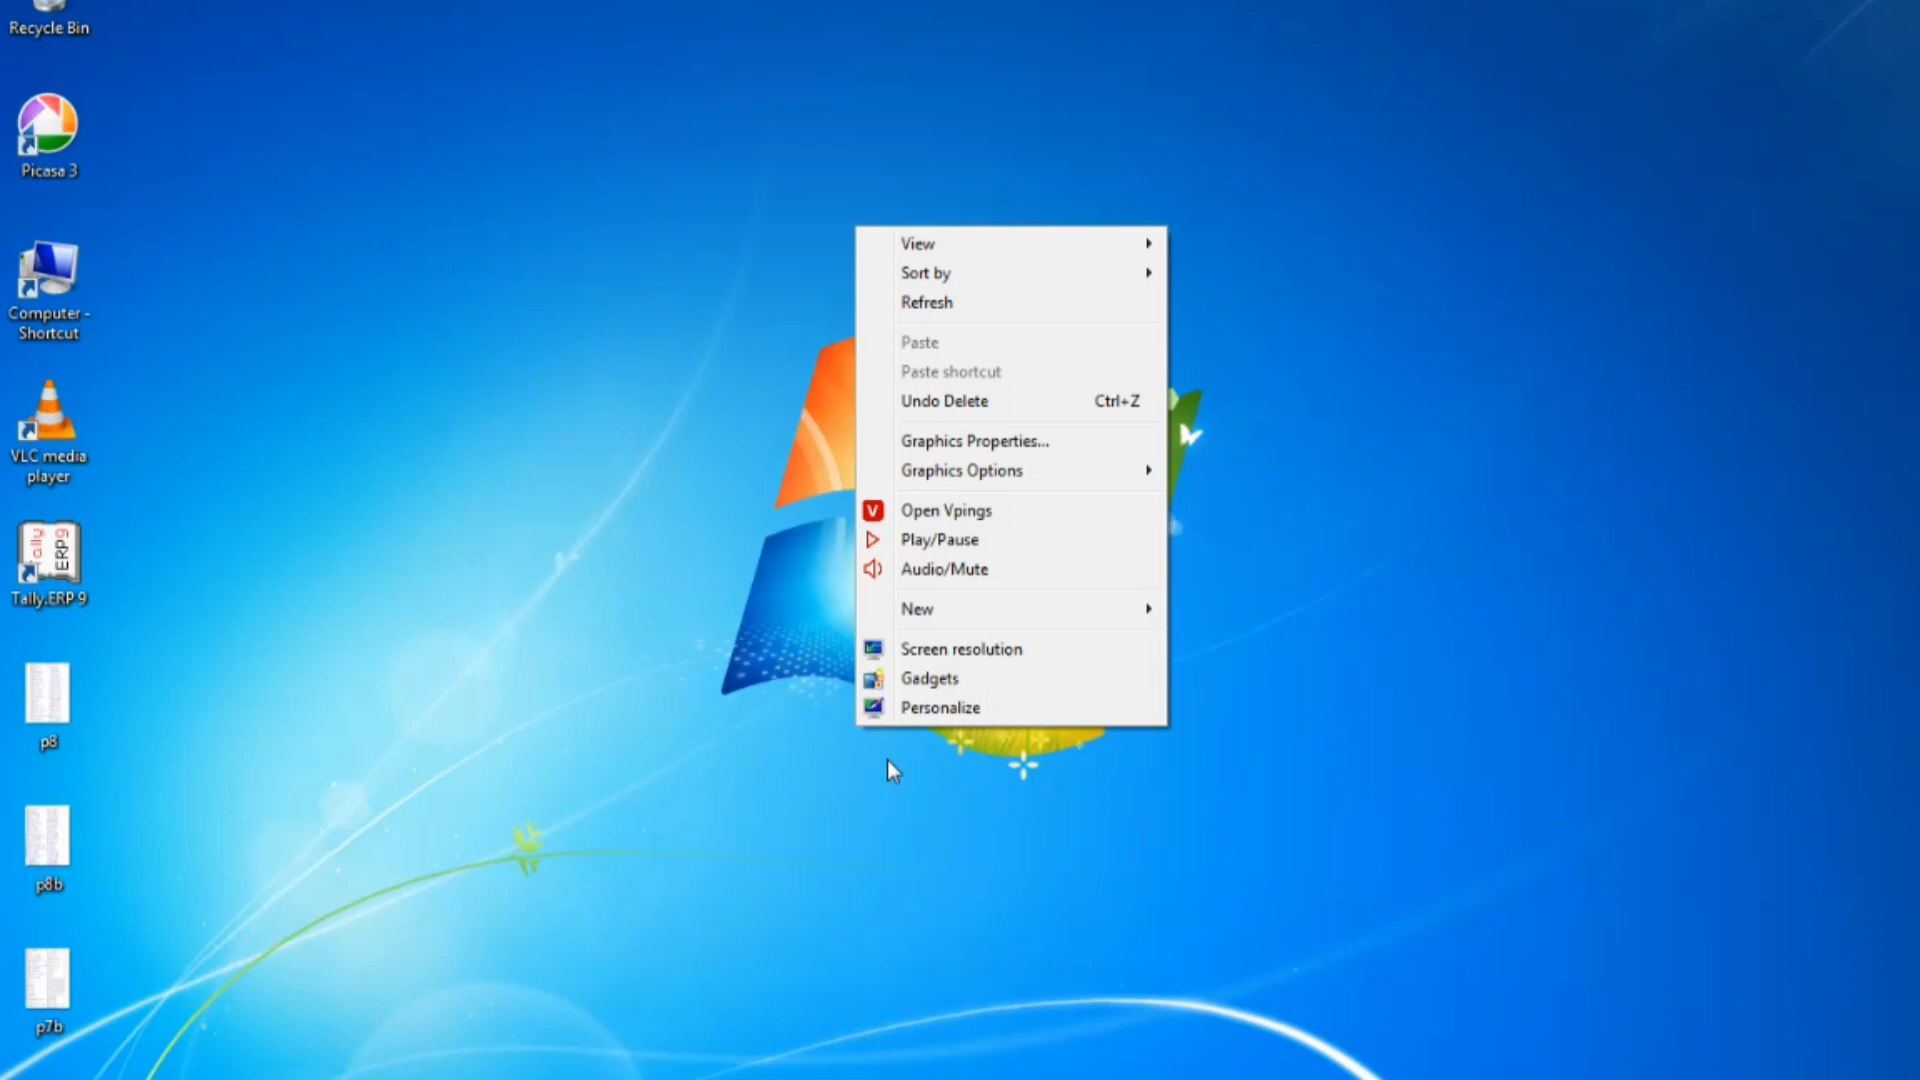 Recycle Bin
Picasa 3
Computer -
Shortcut
VLC media
player
Tally
ERP9
Tally.ERP 9
p8
p8b
p7b
View
Sort by
Refresh
Paste
Paste shortcut
Undo Delete Ctrl+Z
Graphics Properties...
Graphics Options
V Open Vpings
Play/Pause
Audio/Mute
New
Screen resolution
Gadgets
Personalize